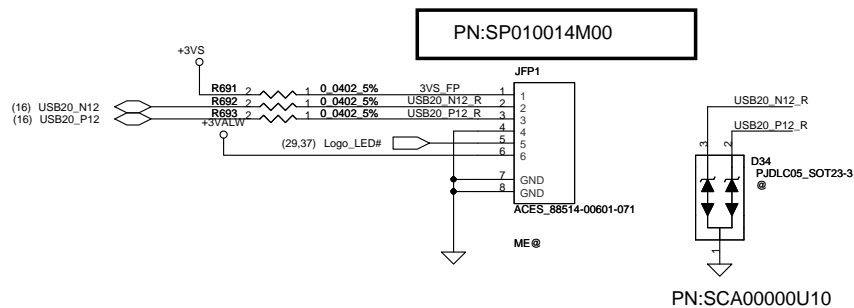 PN:SP010014M00
+3VS
JFP1
R691 2 1 0_0402_5% 3VS_FP 1 1
(16) USB20_N12 R692 2 1 0_0402_5% USB20_N12_R 2 2
(16) USB20_P12 R693 2 1 0_0402_5% USB20_P12_R 3 3
+3VALW
4 4
(29,37) Logo_LED# 5 5
6 6
7 GND
8 GND
ACES_88514-00601-071
ME@
USB20_N12_R
USB20_P12_R
3 2
D34
PJDLC05_SOT23-3
@
1
PN:SCA00000U10